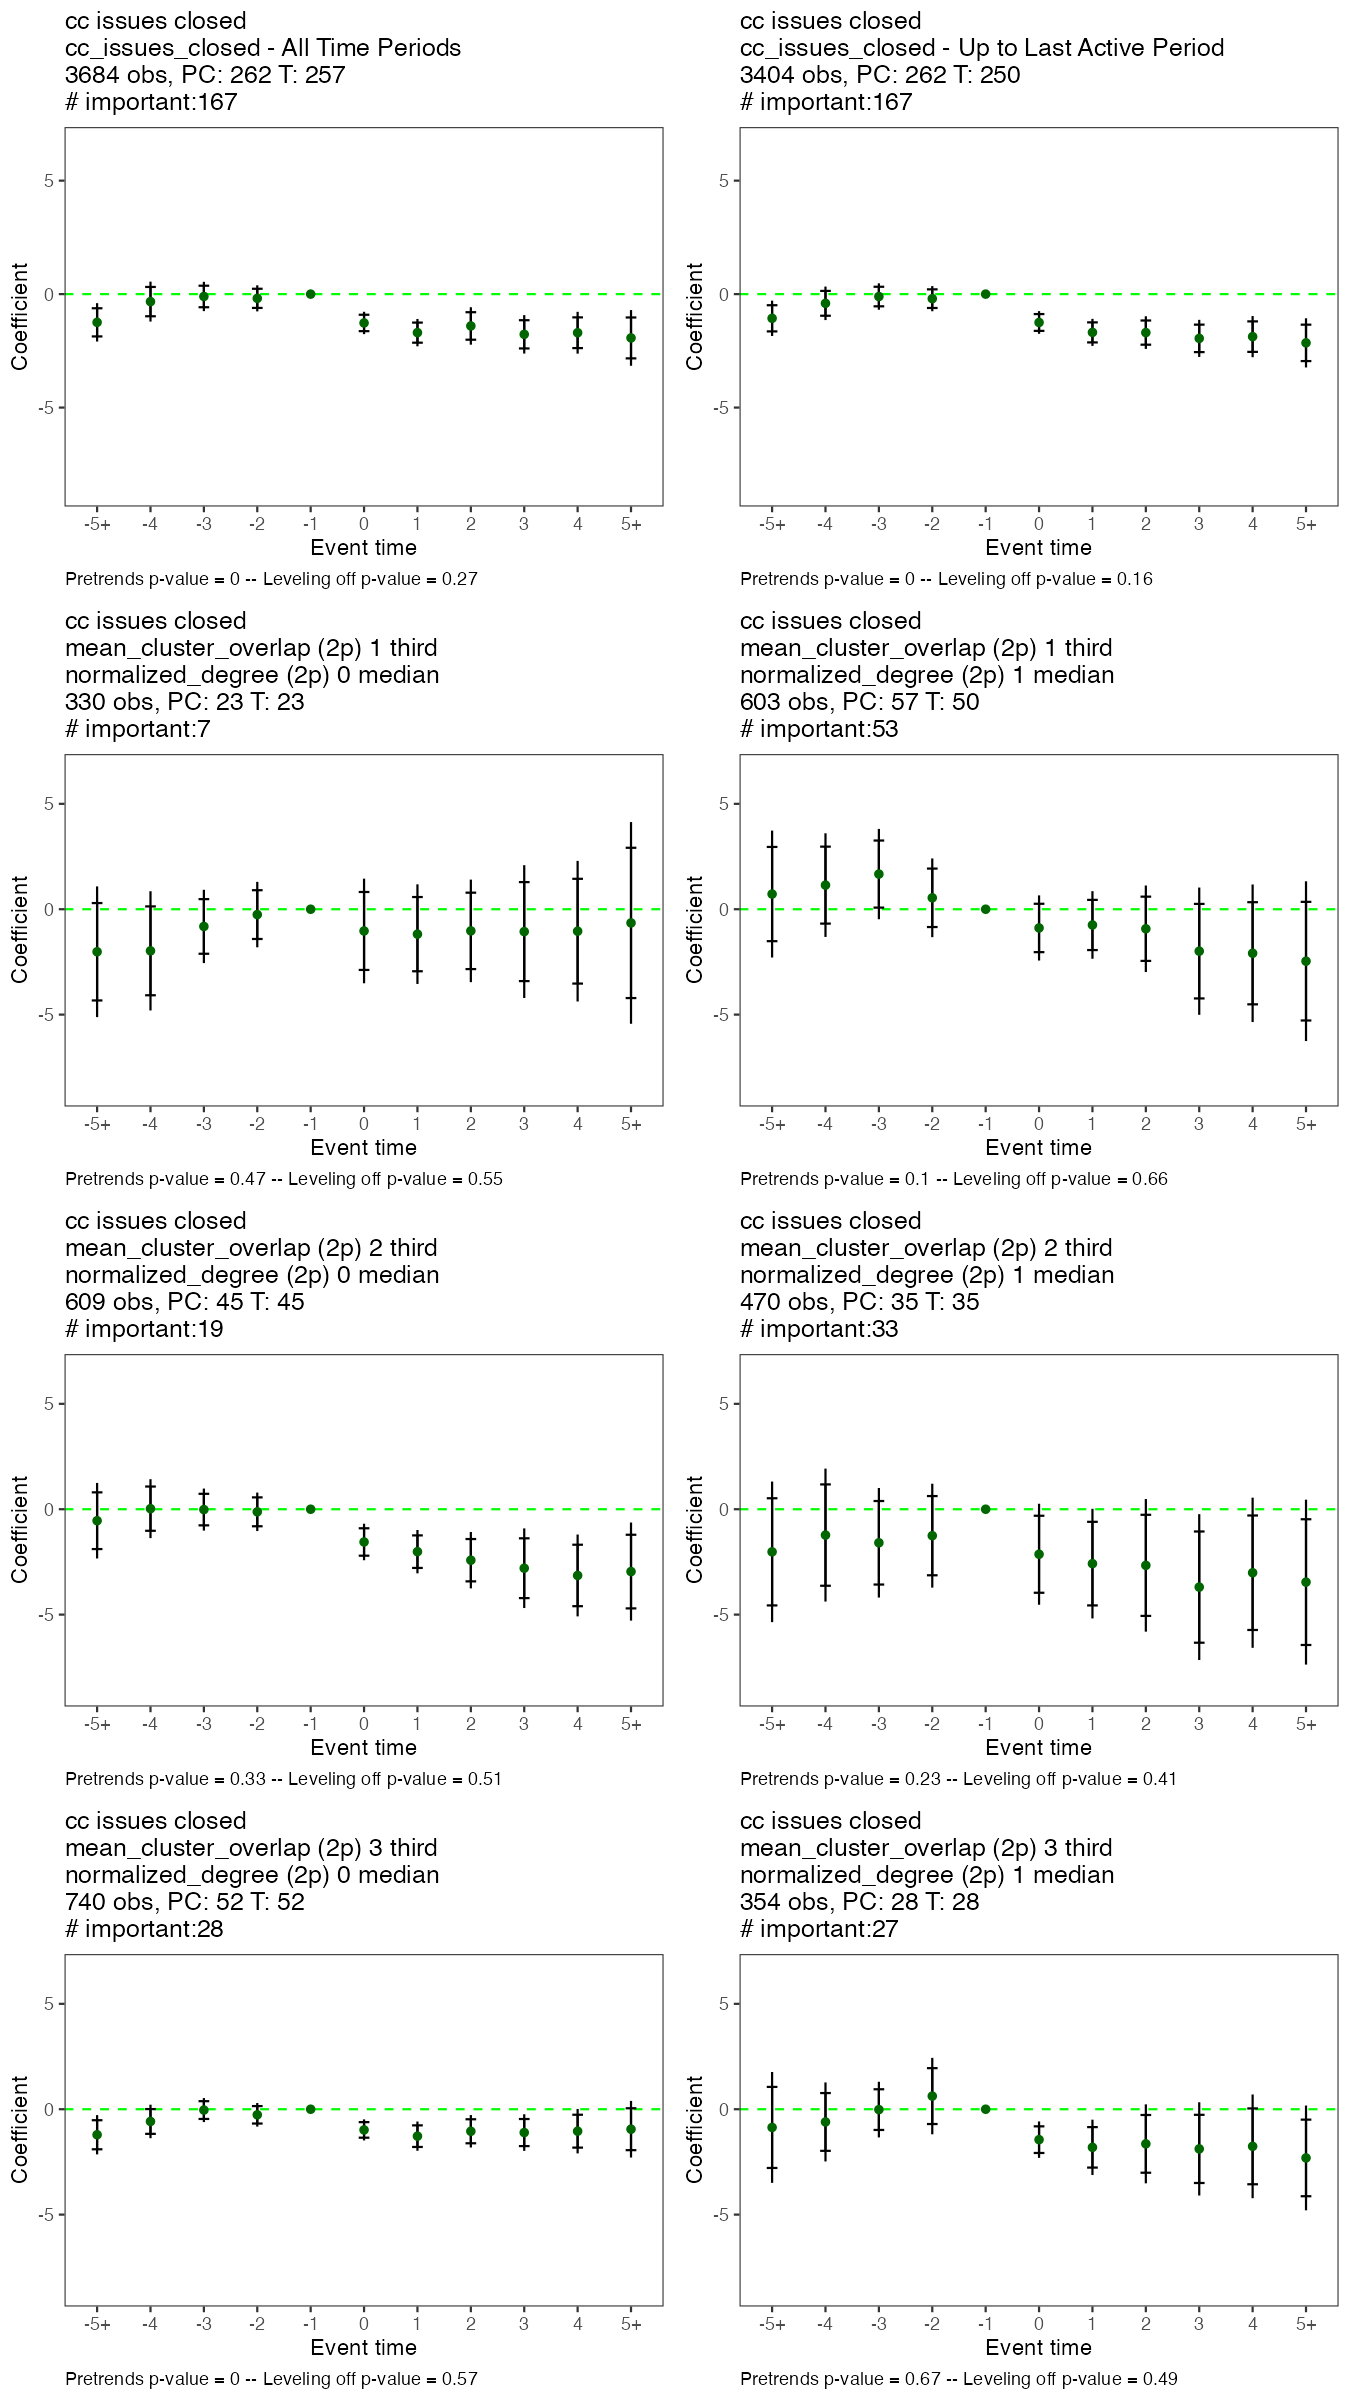 cc issues closed
cc_issues_closed - All Time Periods
3684 obs, PC: 262 T: 257
# important:167
5
0
-5
Coefficient
-5+ -4 -3 -2 -1 0 1 2 3 4 5+
Event time
Pretrends p-value = 0 -- Leveling off p-value = 0.27
cc issues closed
cc_issues_closed - Up to Last Active Period
3404 obs, PC: 262 T: 250
# important:167
5
0
-5
Coefficient
-5+ -4 -3 -2 -1 0 1 2 3 4 5+
Event time
Pretrends p-value = 0 -- Leveling off p-value = 0.16
cc issues closed
mean_cluster_overlap (2p) 1 third
normalized_degree (2p) 0 median
330 obs, PC: 23 T: 23
# important:7
5
0
-5
Coefficient
-5+ -4 -3 -2 -1 0 1 2 3 4 5+
Event time
Pretrends p-value = 0.47 -- Leveling off p-value = 0.55
cc issues closed
mean_cluster_overlap (2p) 1 third
normalized_degree (2p) 1 median
603 obs, PC: 57 T: 50
# important:53
5
0
-5
Coefficient
-5+ -4 -3 -2 -1 0 1 2 3 4 5+
Event time
Pretrends p-value = 0.1 -- Leveling off p-value = 0.66
cc issues closed
mean_cluster_overlap (2p) 2 third
normalized_degree (2p) 0 median
609 obs, PC: 45 T: 45
# important:19
5
0
-5
Coefficient
-5+ -4 -3 -2 -1 0 1 2 3 4 5+
Event time
Pretrends p-value = 0.33 -- Leveling off p-value = 0.51
cc issues closed
mean_cluster_overlap (2p) 2 third
normalized_degree (2p) 1 median
470 obs, PC: 35 T: 35
# important:33
5
0
-5
Coefficient
-5+ -4 -3 -2 -1 0 1 2 3 4 5+
Event time
Pretrends p-value = 0.23 -- Leveling off p-value = 0.41
cc issues closed
mean_cluster_overlap (2p) 3 third
normalized_degree (2p) 0 median
740 obs, PC: 52 T: 52
# important:28
5
0
-5
Coefficient
-5+ -4 -3 -2 -1 0 1 2 3 4 5+
Event time
Pretrends p-value = 0 -- Leveling off p-value = 0.57
cc issues closed
mean_cluster_overlap (2p) 3 third
normalized_degree (2p) 1 median
354 obs, PC: 28 T: 28
# important:27
5
0
-5
Coefficient
-5+ -4 -3 -2 -1 0 1 2 3 4 5+
Event time
Pretrends p-value = 0.67 -- Leveling off p-value = 0.49